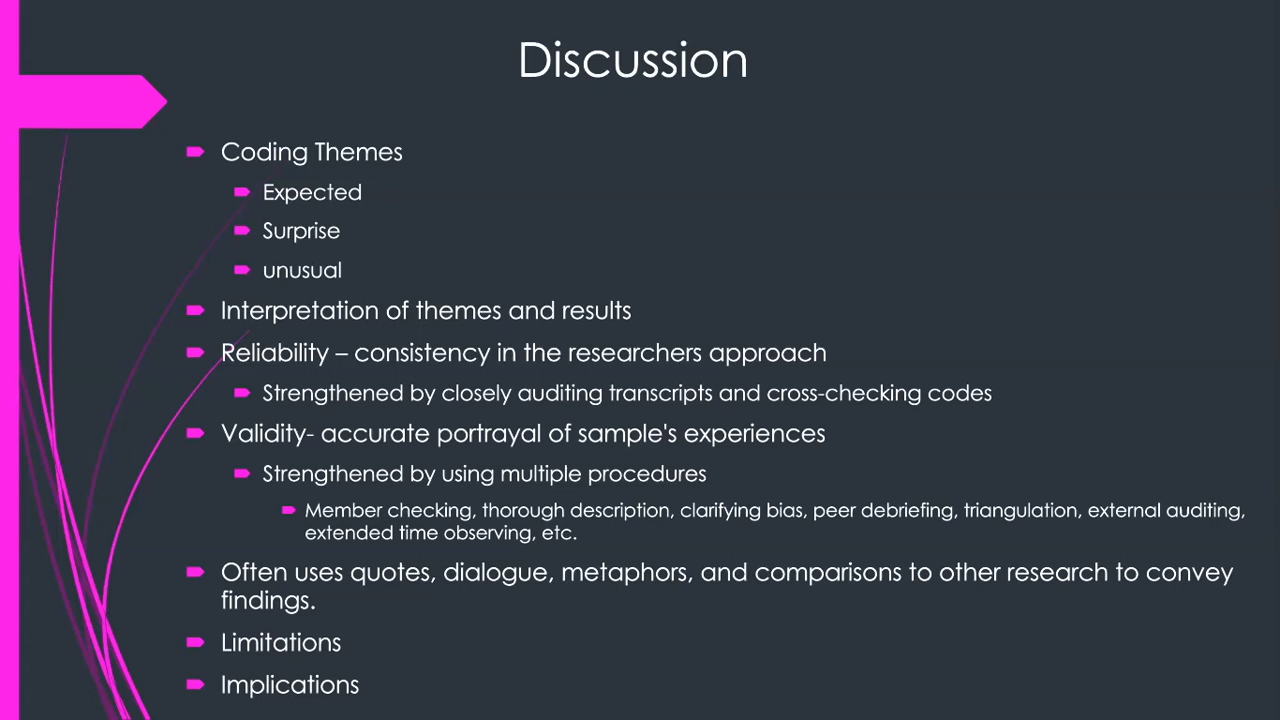 Discussion
Coding Themes
Expected
Surprise
unusual
Interpretation of themes and results
Reliability – consistency in the researchers approach
Strengthened by closely auditing transcripts and cross-checking codes
Validity- accurate portrayal of sample's experiences
Strengthened by using multiple procedures
Member checking, thorough description, clarifying bias, peer debriefing, triangulation, external auditing,
extended time observing, etc.
Often uses quotes, dialogue, metaphors, and comparisons to other research to convey
findings.
Limitations
Implications